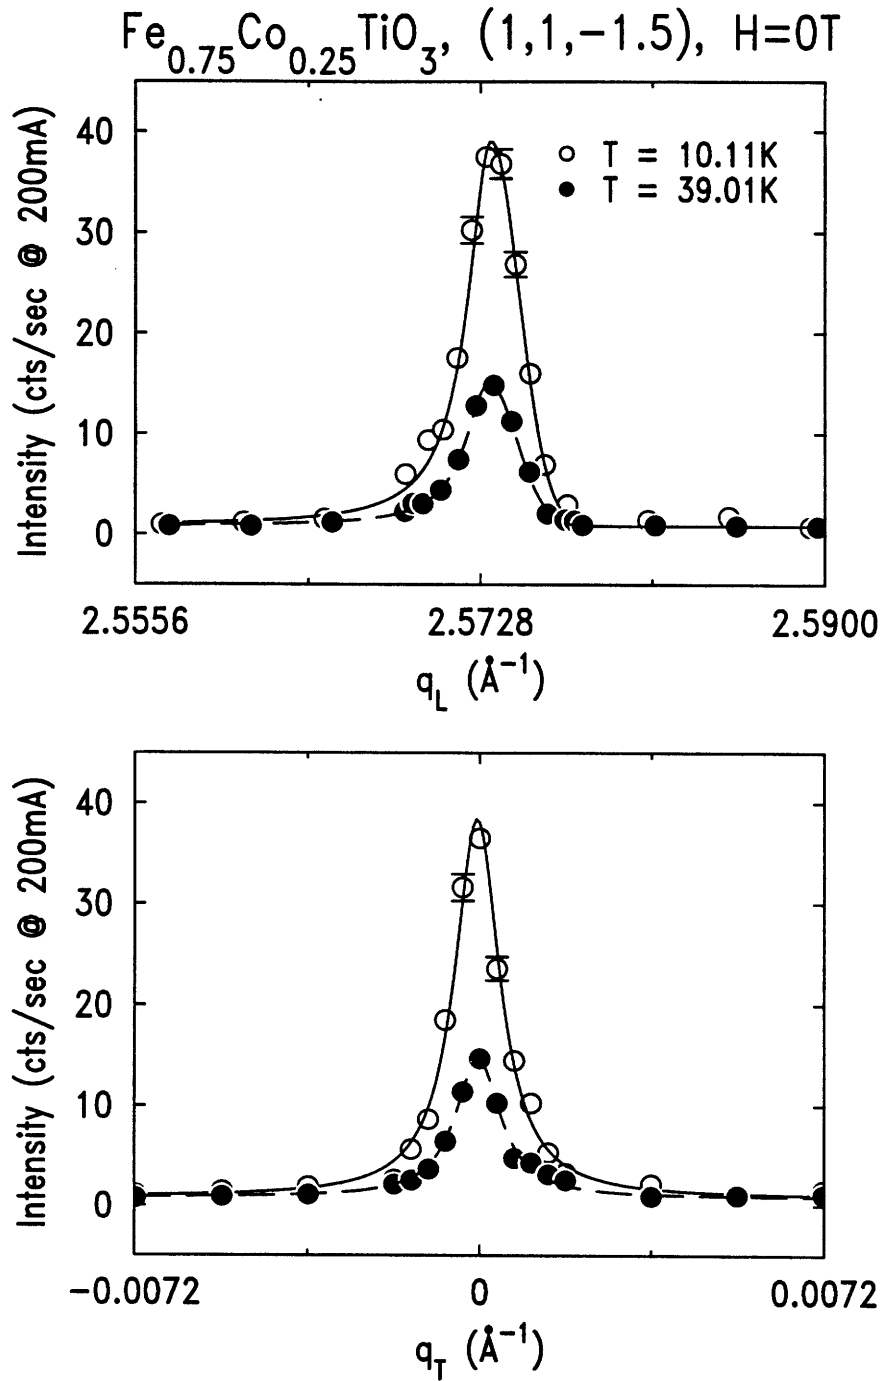 Fe₀.₇₅Co₀.₂₅TiO₃, (1,1,−1.5), H=0T
40
30
20
10
0
Intensity (cts/sec @ 200mA)
T = 10.11K
T = 39.01K
2.5556 2.5728 2.5900
q_L (Å⁻¹)
40
30
20
10
0
Intensity (cts/sec @ 200mA)
−0.0072 0 0.0072
q_T (Å⁻¹)